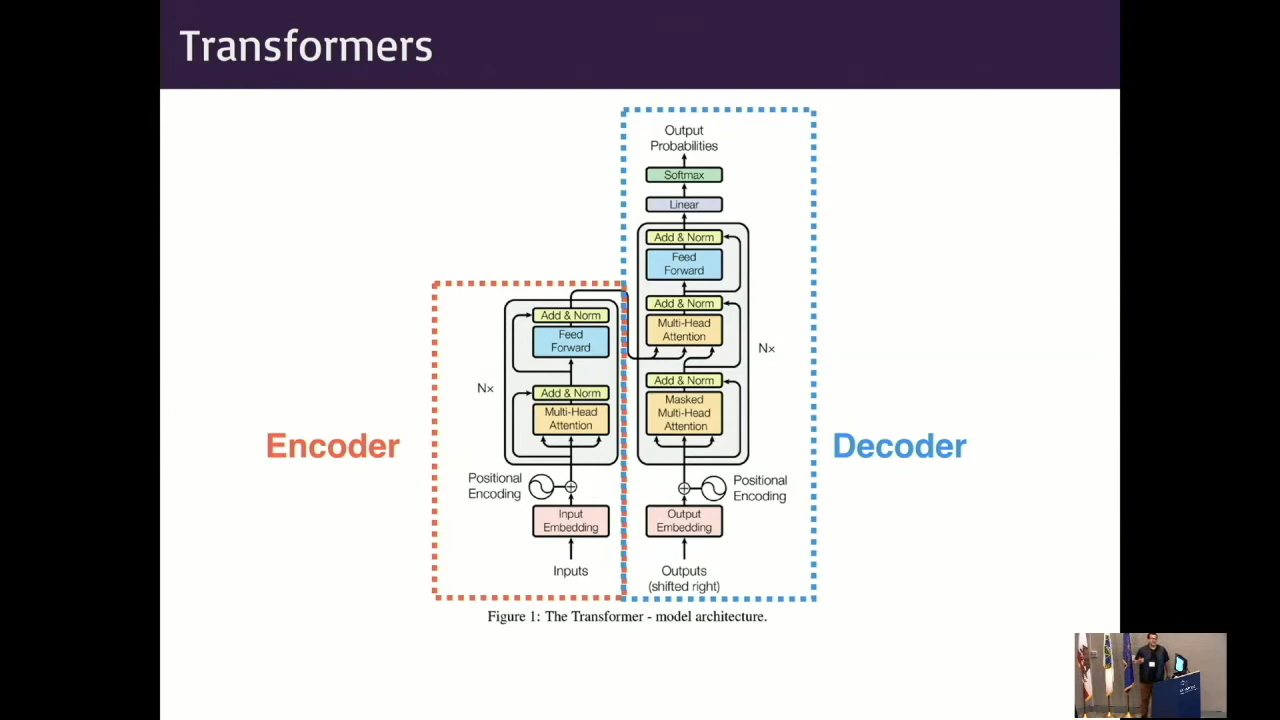 Transformers
Output
Probabilities
Softmax
Linear
Add & Norm
Feed
Forward
Add & Norm
Multi-Head
Attention
Nx
Add & Norm
Masked
Multi-Head
Attention
Positional
Encoding
Output
Embedding
Outputs
(shifted right)
Decoder
Add & Norm
Feed
Forward
Nx
Add & Norm
Multi-Head
Attention
Positional
Encoding
Input
Embedding
Inputs
Encoder
Figure 1: The Transformer - model architecture.